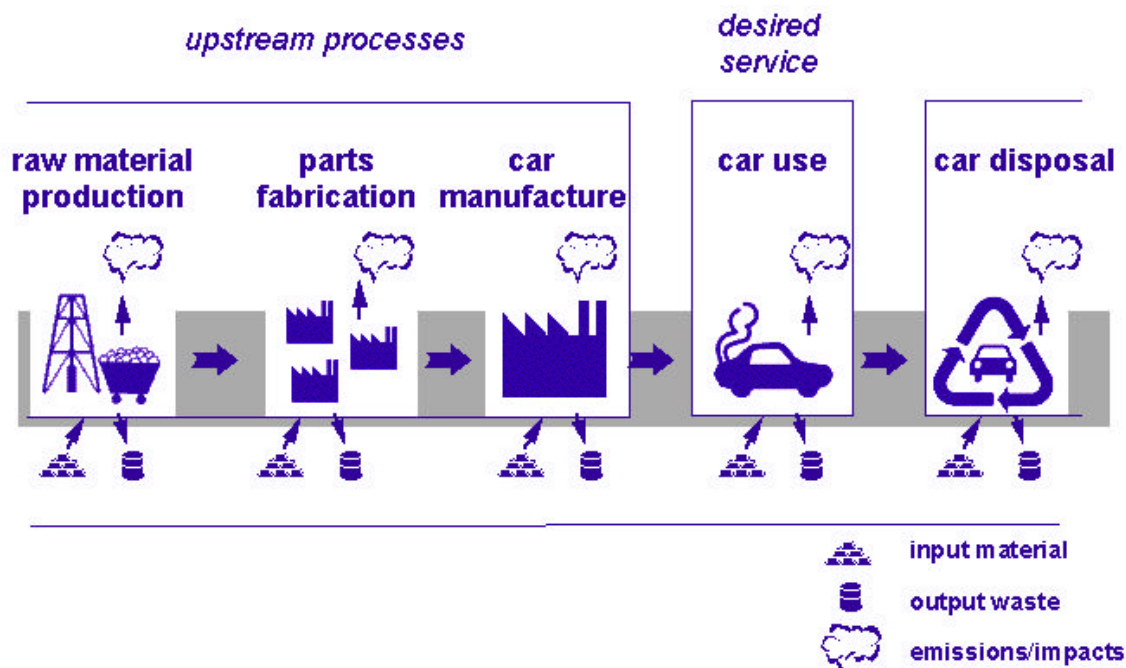 upstream processes
desired
service
raw material
production
parts
fabrication
car
manufacture
car use
car disposal
input material
output waste
emissions/impacts